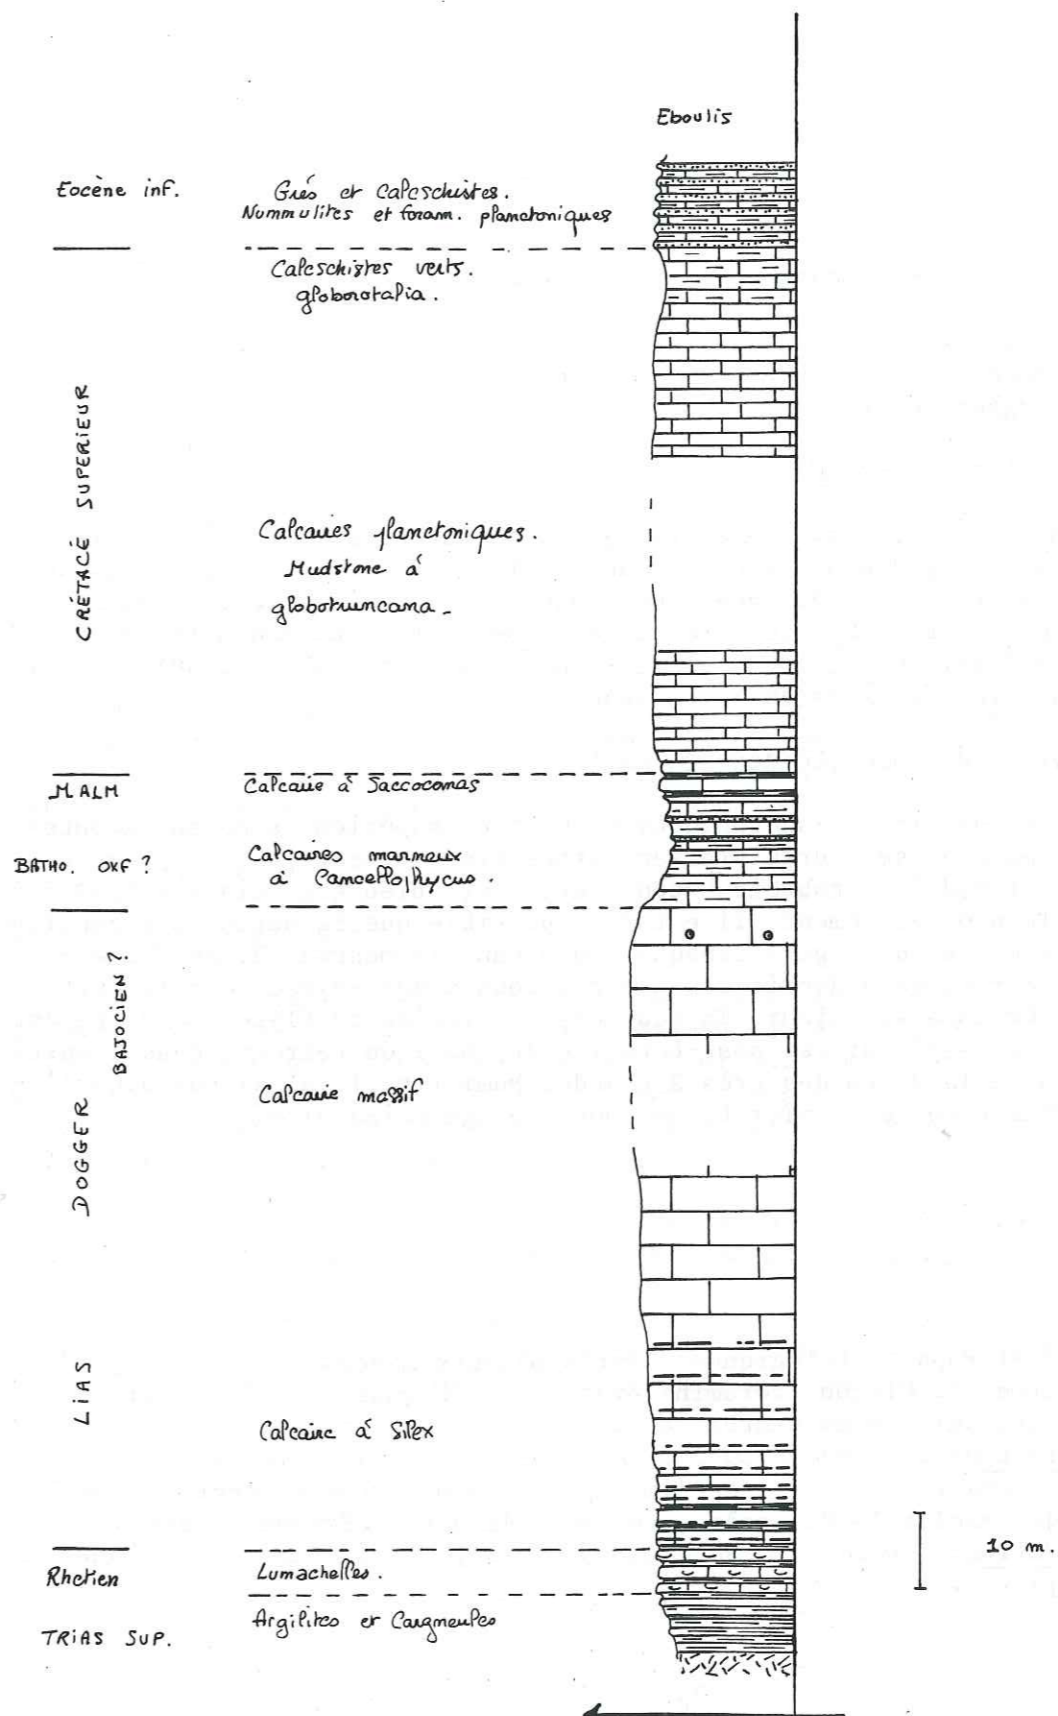 Eboulis
Eocène inf.
Grés et Calcschistes.
Nummulites et foram. planctoniques
Calcschistes verts.
globorotalia.
CRÉTACÉ SUPERIEUR
Calcaires planctoniques.
Mudstone á
globotruncana -
MALM
Calcaire á Saccocomas
BATHO. OXF ?
Calcaires marneux
á Cancellophycus.
BAJOCIEN ?
DOGGER
Calcaire massif
LIAS
Calcaire á Silex
10 m.
Rhetien
Lumachelles.
TRIAS SUP.
Argilites et Cargneules